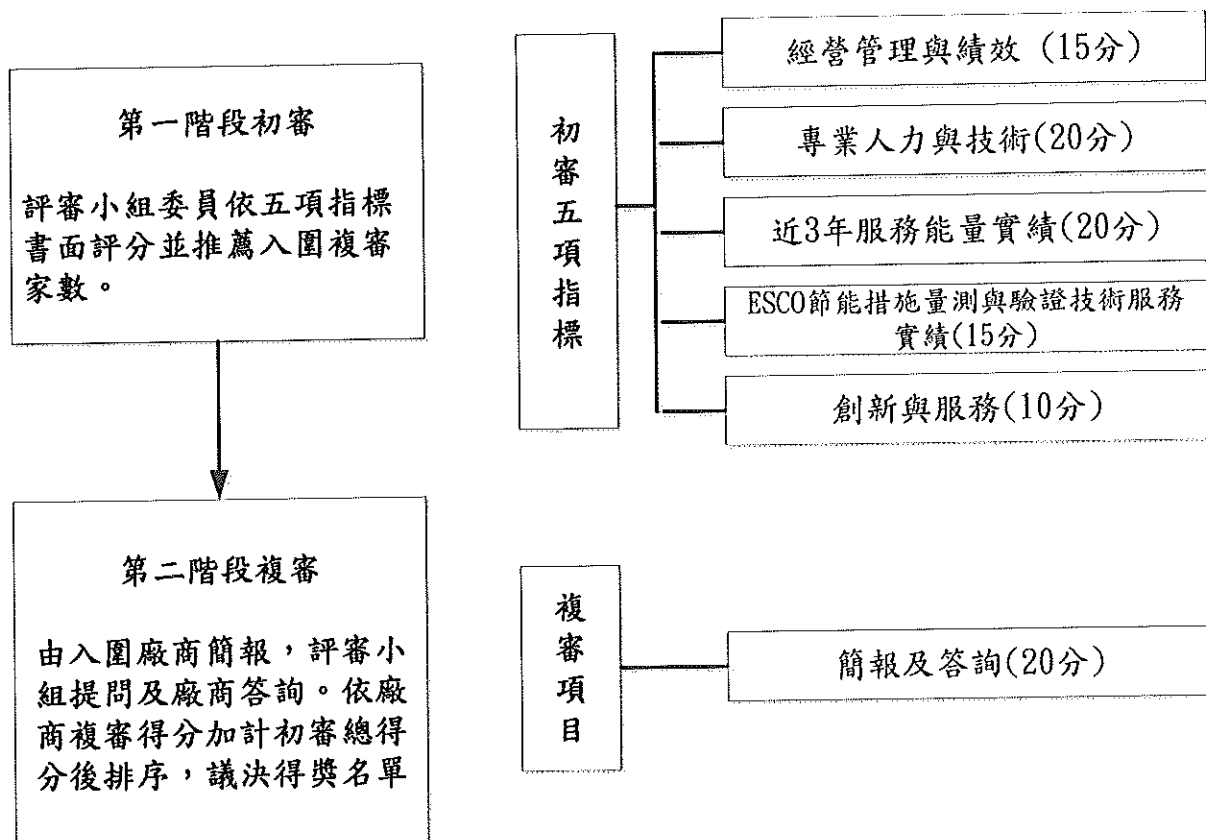 第一階段初審
評審小組委員依五項指標
書面評分並推薦入圍複審
家數。
初審五項指標
經營管理與績效 (15分)
專業人力與技術(20分)
近3年服務能量實績(20分)
ESCO節能措施量測與驗證技術服務
實績(15分)
創新與服務(10分)
第二階段複審
由入圍廠商簡報，評審小
組提問及廠商答詢。依廠
商複審得分加計初審總得
分後排序，議決得獎名單
複審項目
簡報及答詢(20分)